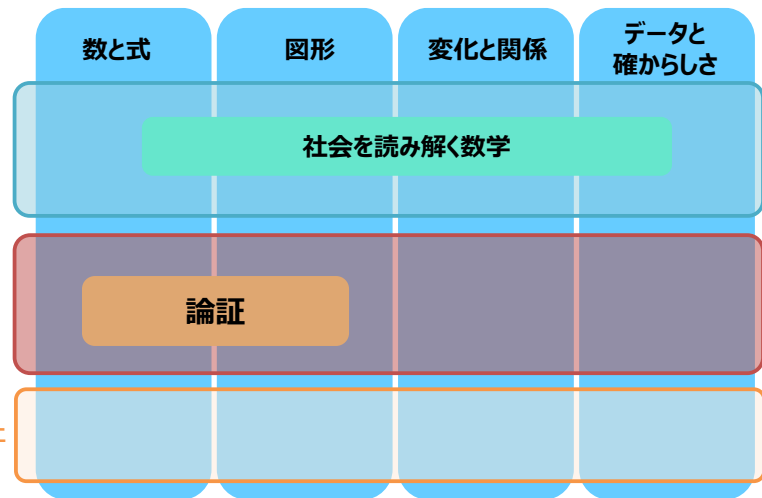 数と式
図形
変化と関係
データと
確からしさ
社会を読み解く数学
論証